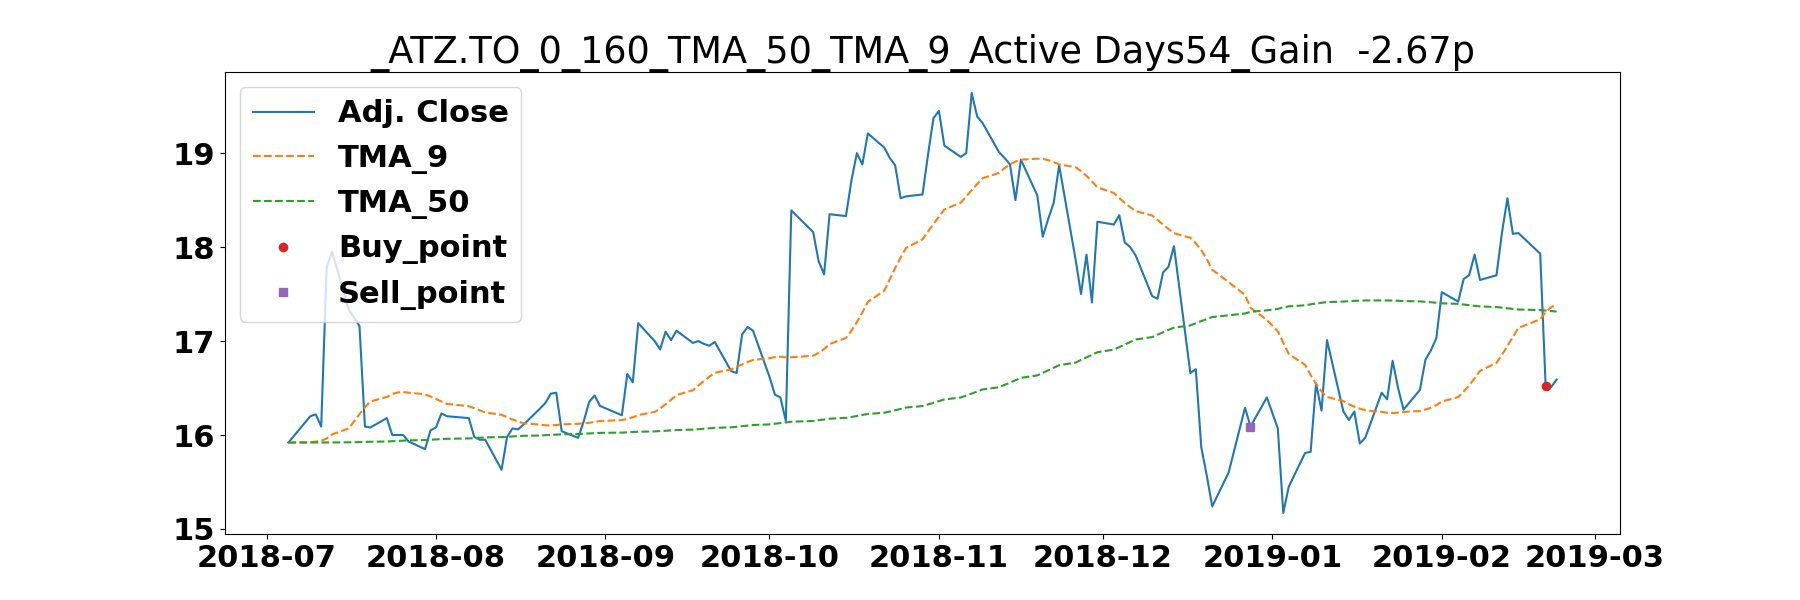 _ATZ.TO_0_160_TMA_50_TMA_9_Active Days54_Gain  -2.67p
Adj. Close
TMA_9
TMA_50
Buy_point
Sell_point
19
18
17
16
15
2018-07 2018-08 2018-09 2018-10 2018-11 2018-12 2019-01 2019-02 2019-03